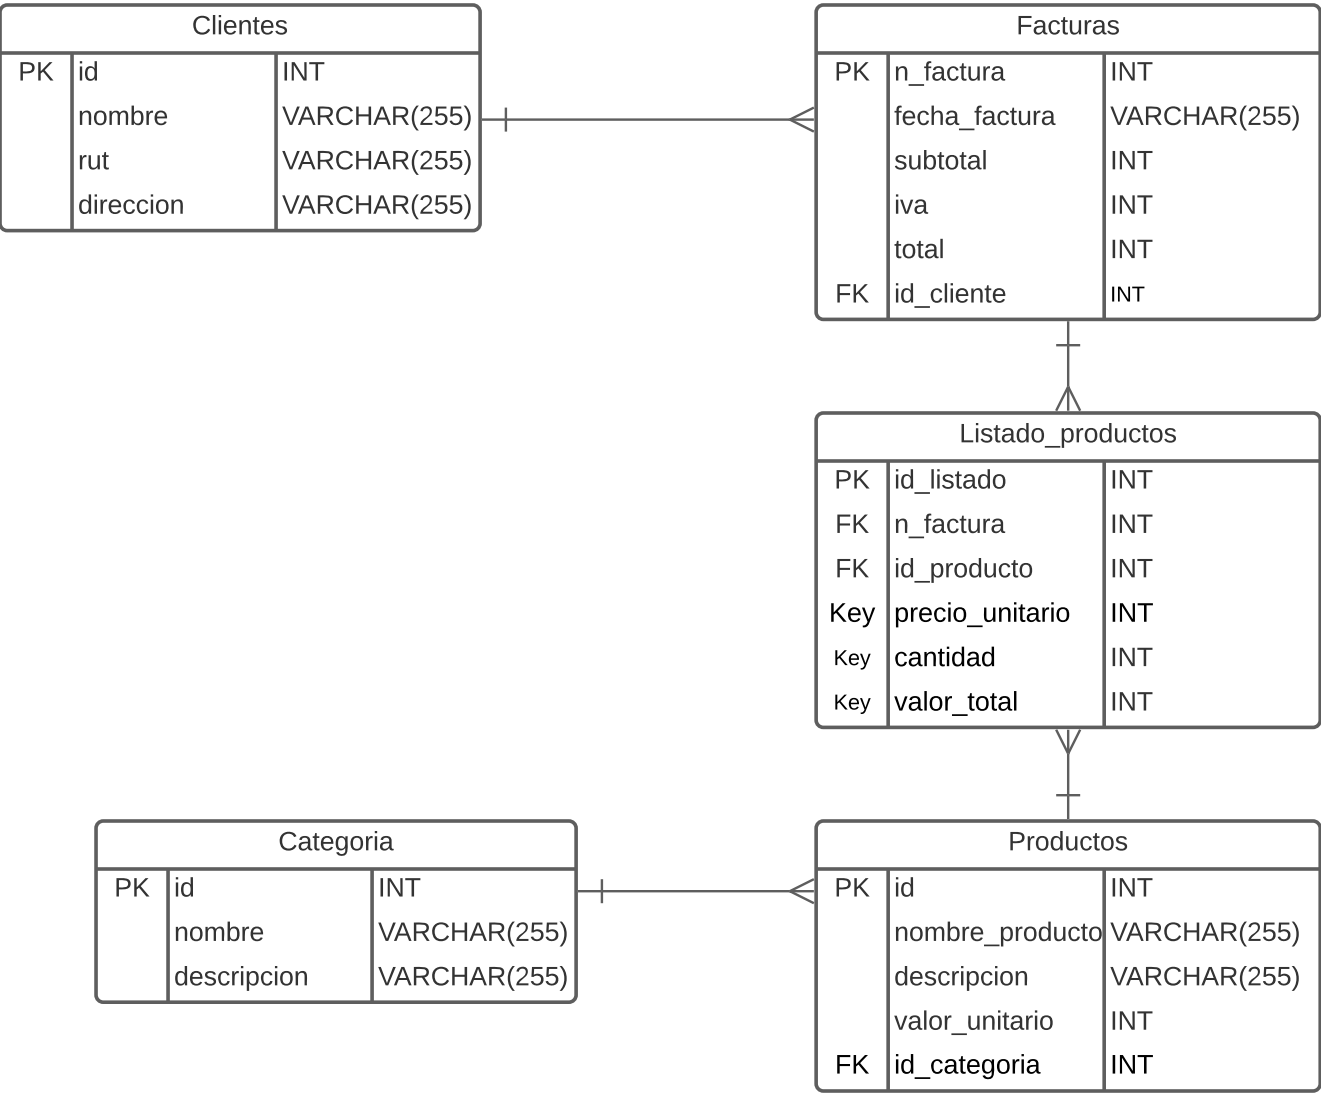 Clientes
PK id INT
nombre VARCHAR(255)
rut VARCHAR(255)
direccion VARCHAR(255)
Facturas
PK n_factura INT
fecha_factura VARCHAR(255)
subtotal INT
iva INT
total INT
FK id_cliente INT
Listado_productos
PK id_listado INT
FK n_factura INT
FK id_producto INT
Key precio_unitario INT
Key cantidad INT
Key valor_total INT
Categoria
PK id INT
nombre VARCHAR(255)
descripcion VARCHAR(255)
Productos
PK id INT
nombre_producto VARCHAR(255)
descripcion VARCHAR(255)
valor_unitario INT
FK id_categoria INT